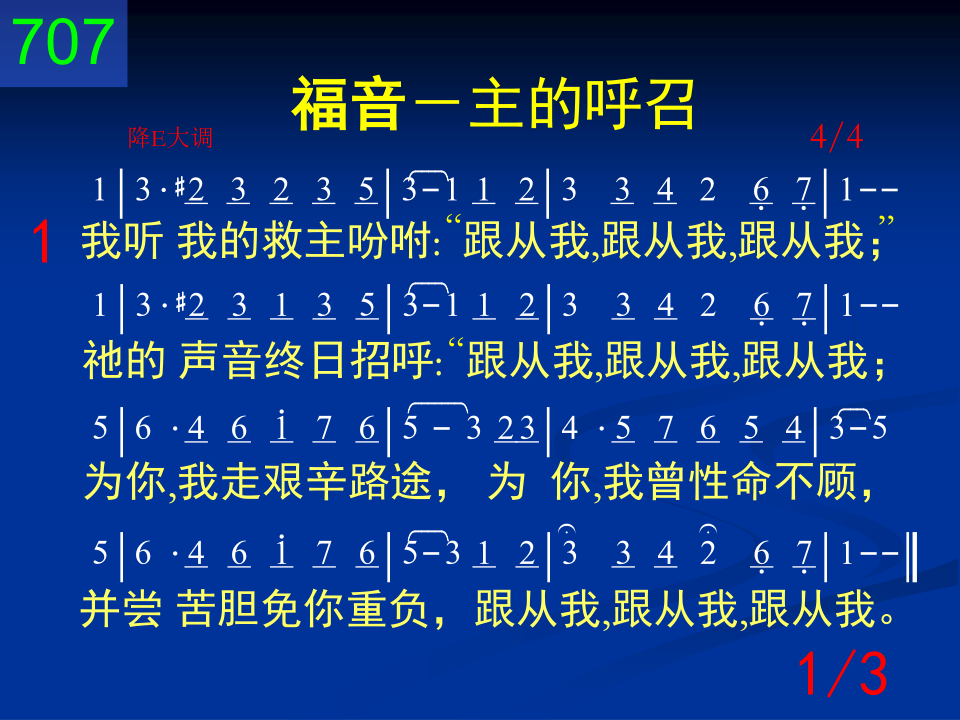 707
福音－主的呼召
降E大调 4/4
1|3·#2 3 2 3 5|3-1 1 2|3 3 4 2 6̣ 7̣|1--
1 我听 我的救主吩咐:“跟从我,跟从我,跟从我；”
1|3·#2 3 1 3 5|3-1 1 2|3 3 4 2 6̣ 7̣|1--
祂的 声音终日招呼:“跟从我,跟从我,跟从我；
5|6·4 6 i 7 6|5-3 23|4·5 7 6 5 4|3-5
为你,我走艰辛路途， 为 你,我曾性命不顾，
5|6·4 6 i 7 6|5-3 1 2|3 3 4 2 6̣ 7̣|1--‖
并尝 苦胆免你重负，跟从我,跟从我,跟从我。
1/3